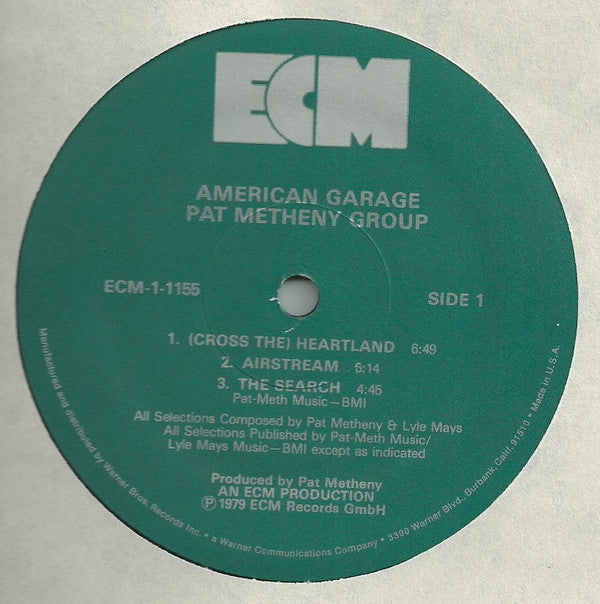 ECM
AMERICAN GARAGE
PAT METHENY GROUP
ECM-1-1155
SIDE 1
1. (CROSS THE) HEARTLAND 6:49
2. AIRSTREAM 6:14
3. THE SEARCH 4:45
Pat-Meth Music—BMI
All Selections Composed by Pat Metheny & Lyle Mays
All Selections Published by Pat-Meth Music/
Lyle Mays Music—BMI except as indicated
Produced by Pat Metheny
AN ECM PRODUCTION
℗ 1979 ECM Records GmbH
Manufactured and distributed by Warner Bros. Records Inc. • a Warner Communications Company • 3300 Warner Blvd., Burbank, Calif. 91510 • Made in U.S.A.